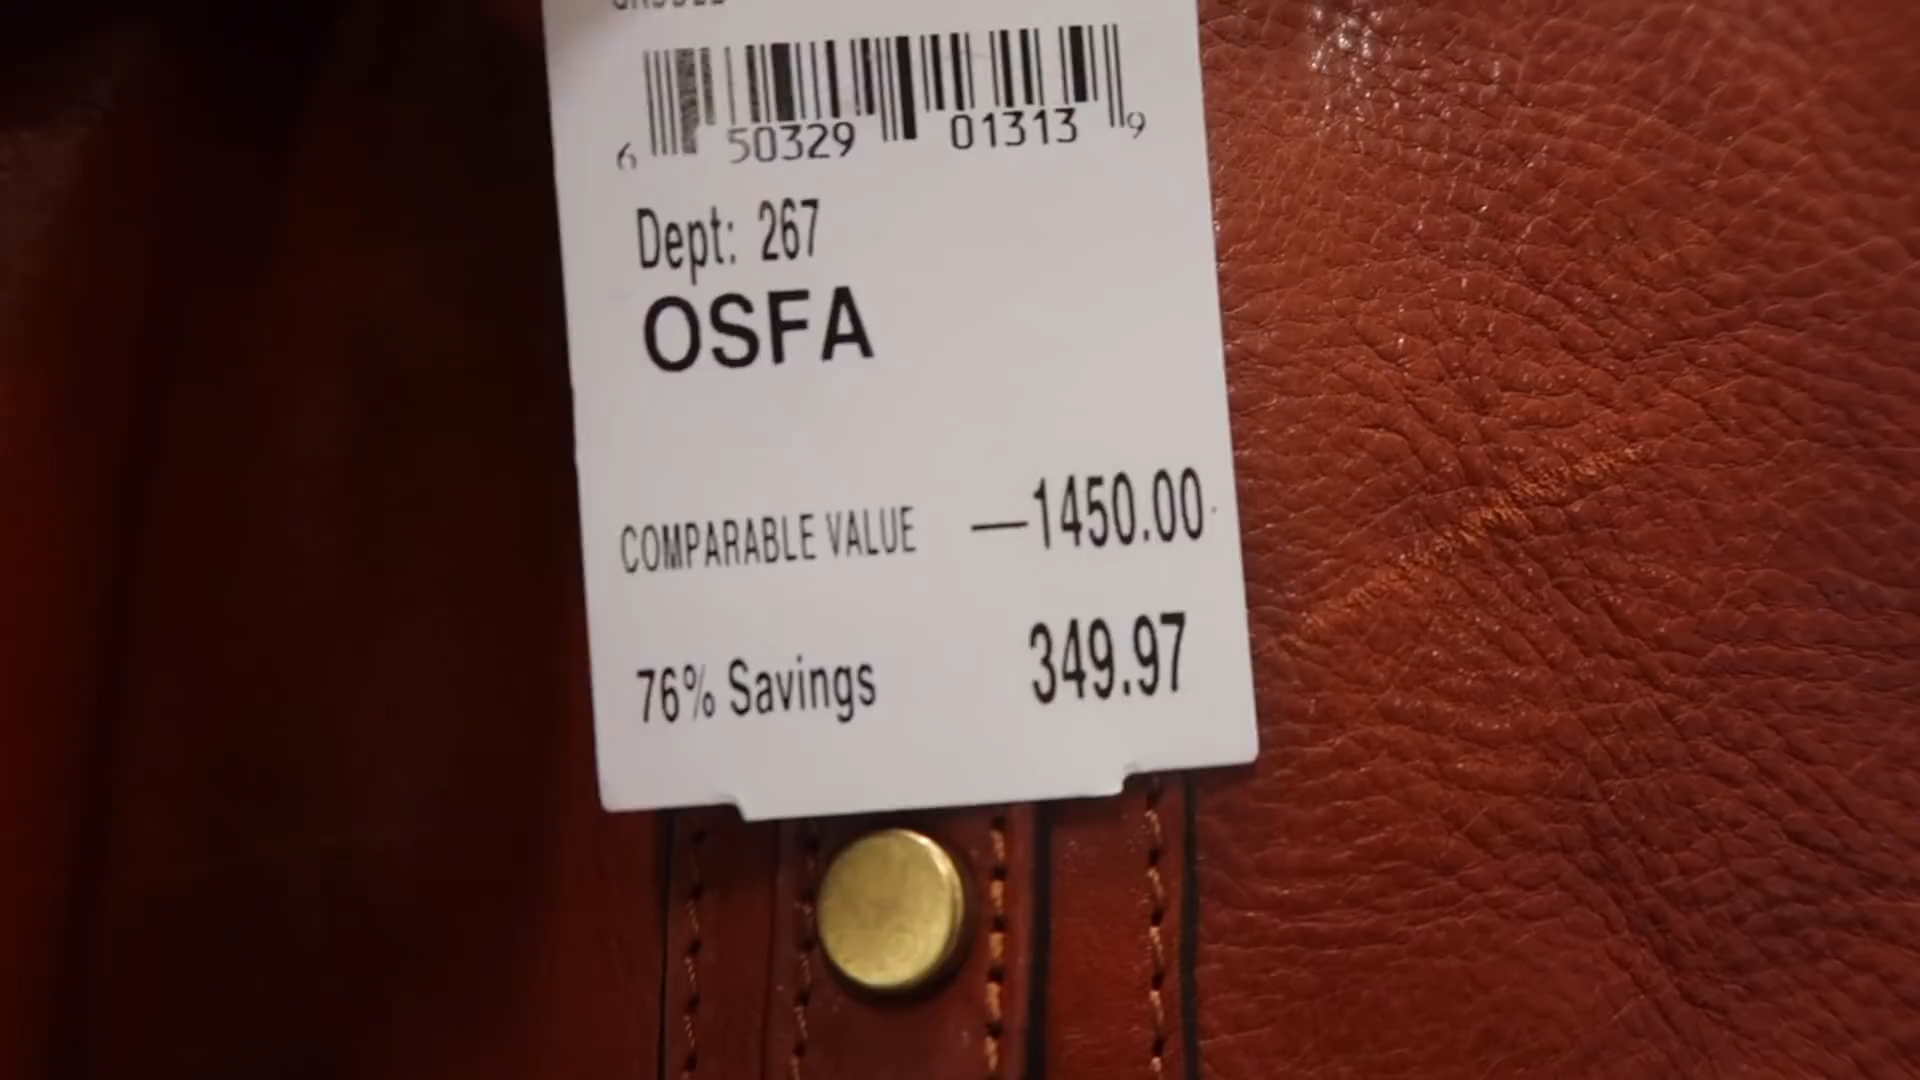 6 50329 01313 9
Dept: 267
OSFA
COMPARABLE VALUE —1450.00
76% Savings 349.97